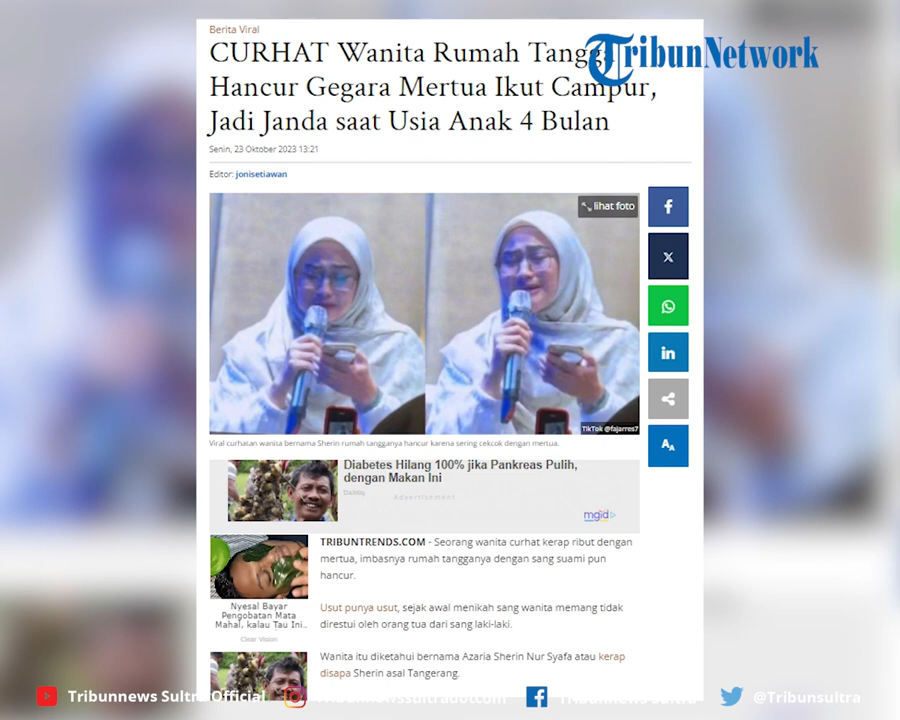 Berita Viral
TribunNetwork
CURHAT Wanita Rumah Tangga
Hancur Gegara Mertua Ikut Campur,
Jadi Janda saat Usia Anak 4 Bulan
Senin, 23 Oktober 2023 13:21
Editor: jonisetiawan
lihat foto
TikTok @fajarres7
Viral curhatan wanita bernama Sherin rumah tangganya hancur karena sering cekcok dengan mertua.
Diabetes Hilang 100% jika Pankreas Pulih,
dengan Makan Ini
Advertisement
mgid
TRIBUNTRENDS.COM - Seorang wanita curhat kerap ribut dengan
mertua, imbasnya rumah tangganya dengan sang suami pun
hancur.
Nyesal Bayar
Pengobatan Mata
Mahal, kalau Tau Ini..
Clear Vision
Usut punya usut, sejak awal menikah sang wanita memang tidak
direstui oleh orang tua dari sang laki-laki.
Wanita itu diketahui bernama Azaria Sherin Nur Syafa atau kerap
disapa Sherin asal Tangerang.
Tribunnews Sultra Official
Tribunnewssultradotcom
Tribunnews Sultra
@Tribunsultra